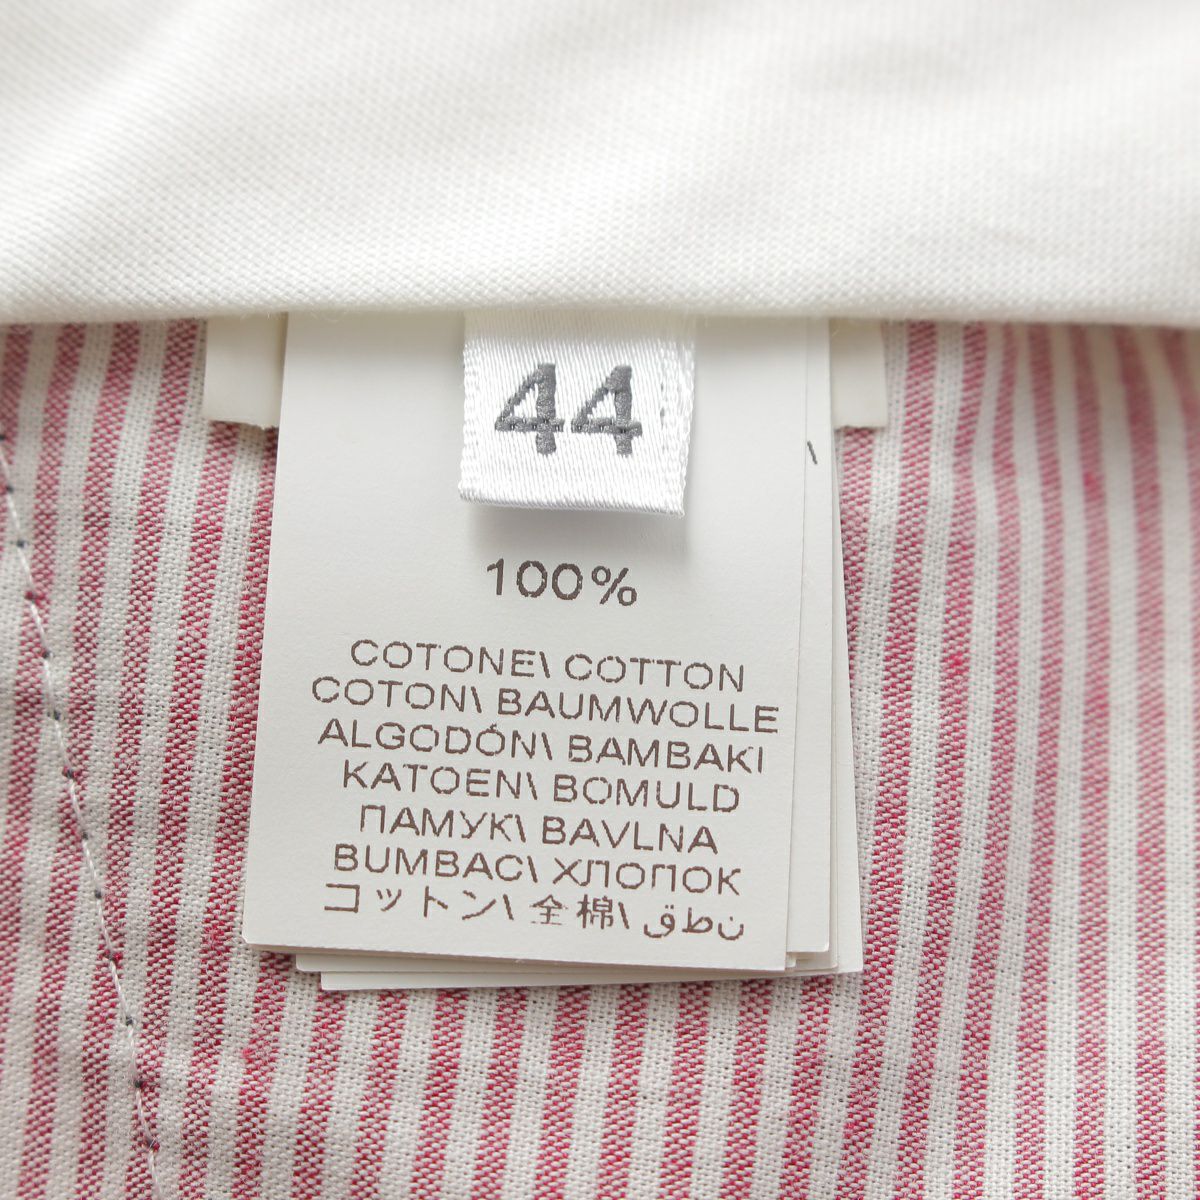 44
100%
COTONE\ COTTON
COTON\ BAUMWOLLE
ALGODÓN\ BAMBAKI
KATOEN\ BOMULD
ПАМУК\ BAVLNA
BUMBAC\ ХЛОПОК
コットン\ 全棉\ ن ط ق